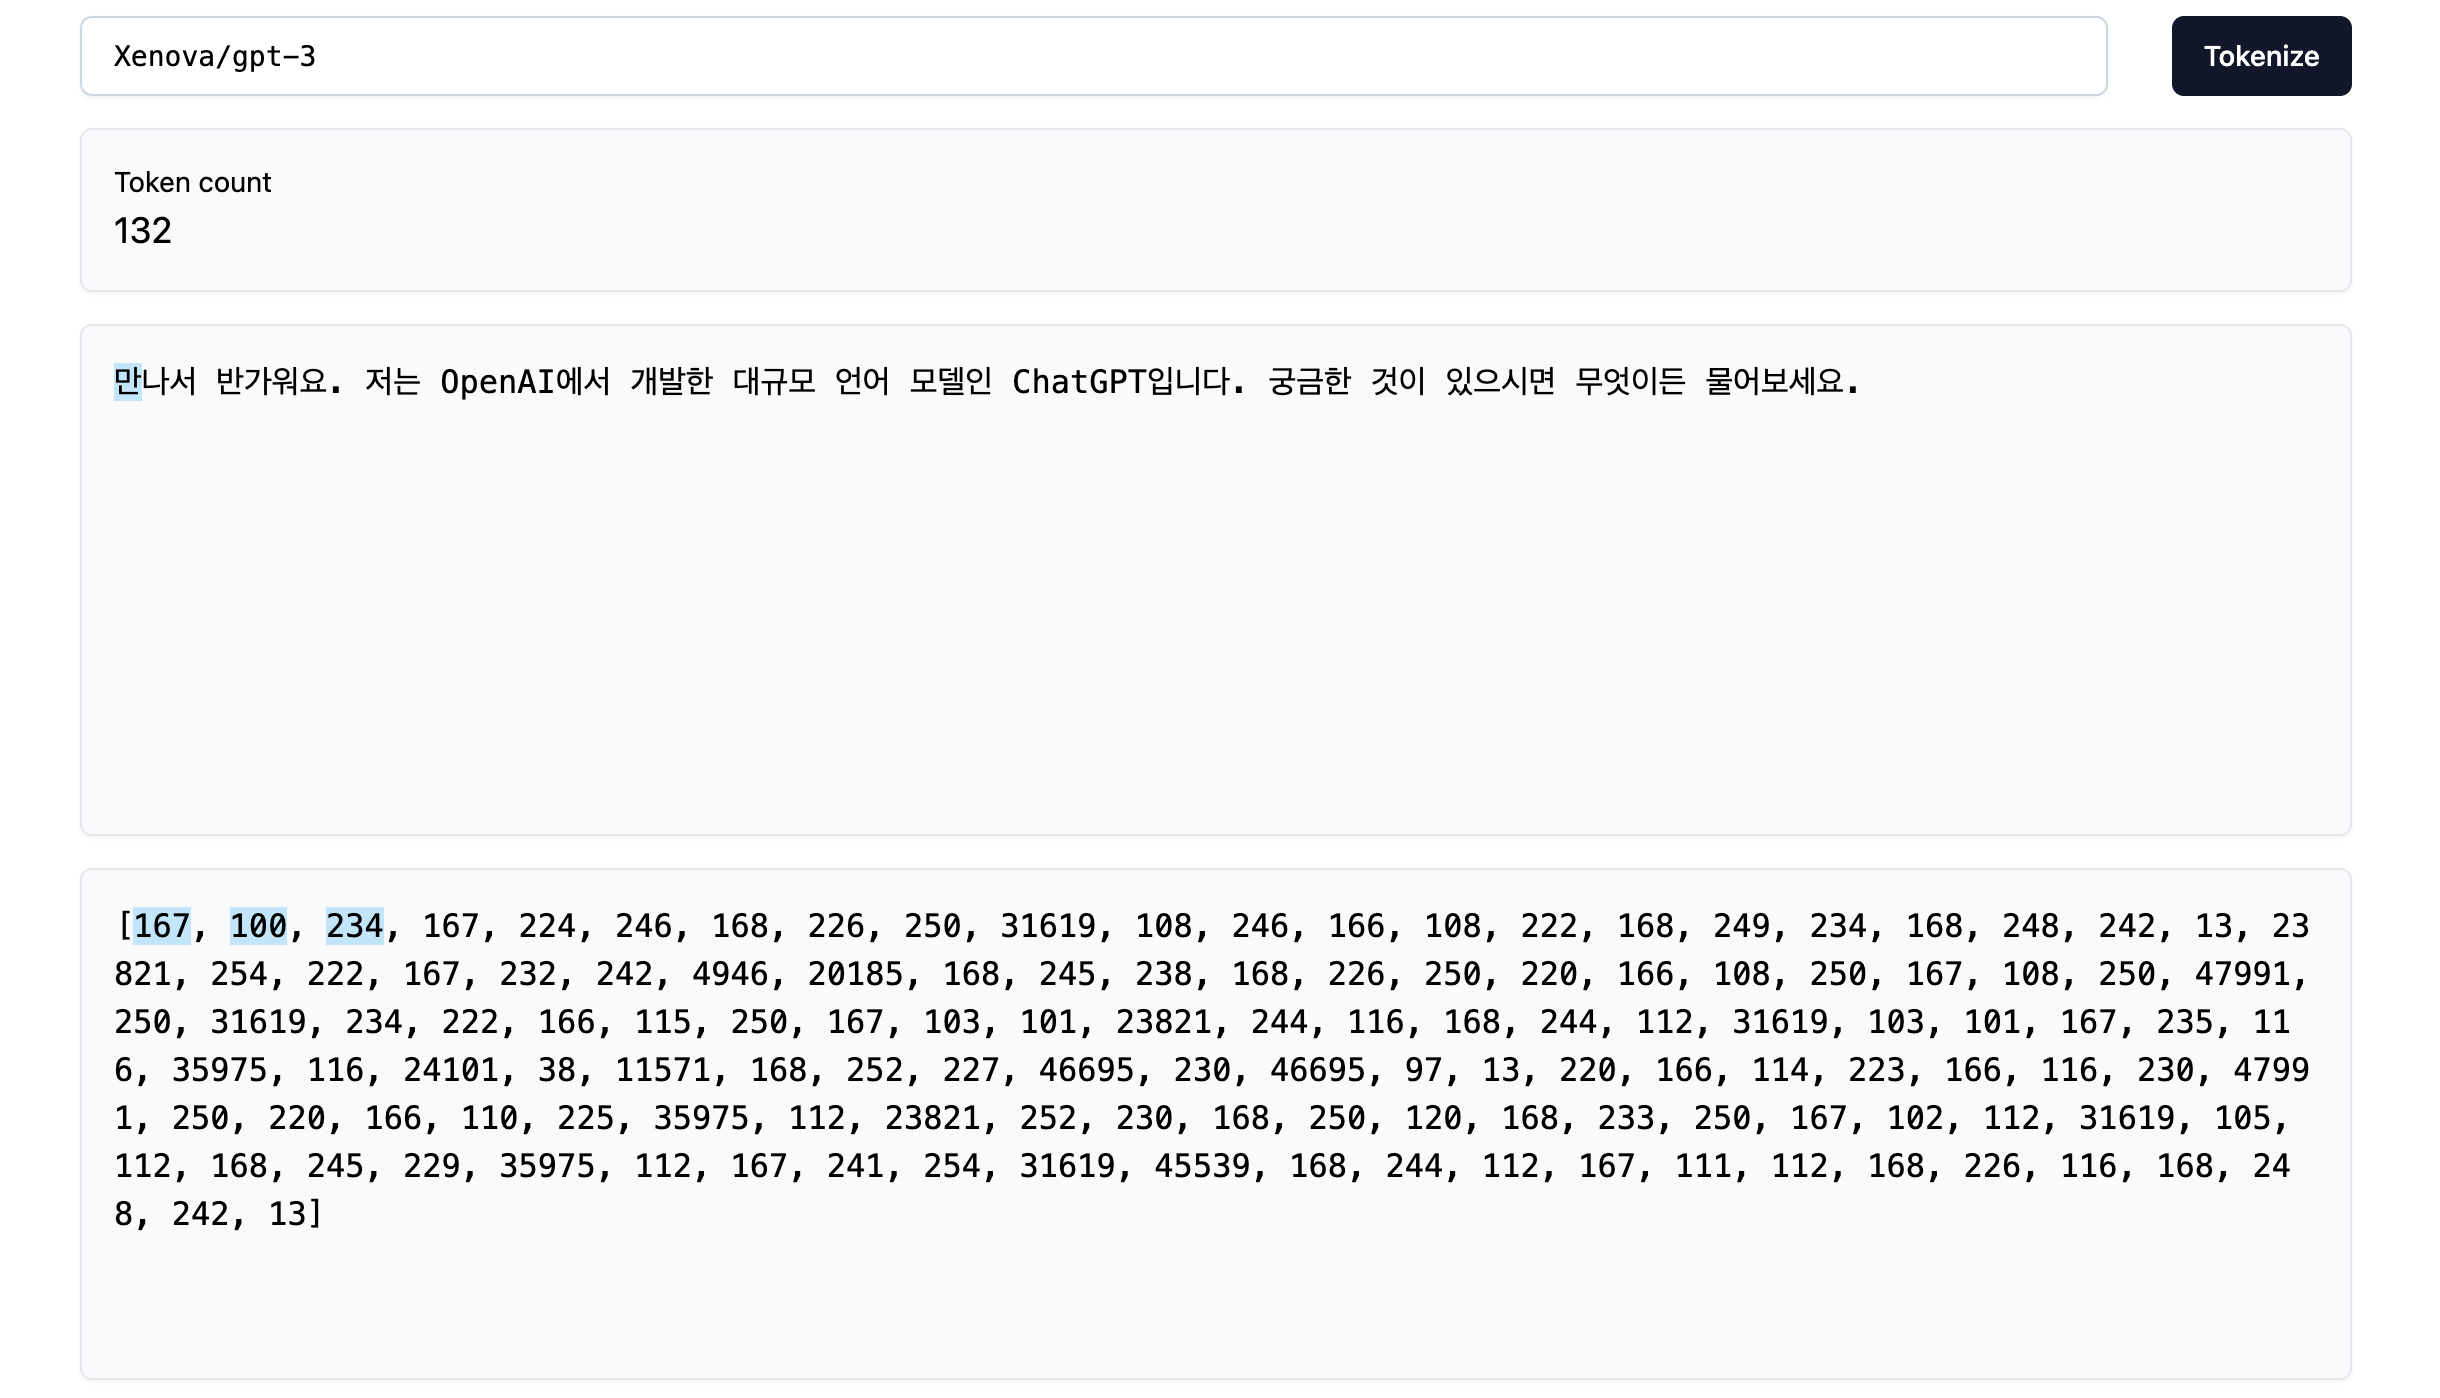 Xenova/gpt-3
Tokenize
Token count
132
만나서 반가워요. 저는 OpenAI에서 개발한 대규모 언어 모델인 ChatGPT입니다. 궁금한 것이 있으시면 무엇이든 물어보세요.
[167, 100, 234, 167, 224, 246, 168, 226, 250, 31619, 108, 246, 166, 108, 222, 168, 249, 234, 168, 248, 242, 13, 23
821, 254, 222, 167, 232, 242, 4946, 20185, 168, 245, 238, 168, 226, 250, 220, 166, 108, 250, 167, 108, 250, 47991,
250, 31619, 234, 222, 166, 115, 250, 167, 103, 101, 23821, 244, 116, 168, 244, 112, 31619, 103, 101, 167, 235, 11
6, 35975, 116, 24101, 38, 11571, 168, 252, 227, 46695, 230, 46695, 97, 13, 220, 166, 114, 223, 166, 116, 230, 4799
1, 250, 220, 166, 110, 225, 35975, 112, 23821, 252, 230, 168, 250, 120, 168, 233, 250, 167, 102, 112, 31619, 105,
112, 168, 245, 229, 35975, 112, 167, 241, 254, 31619, 45539, 168, 244, 112, 167, 111, 112, 168, 226, 116, 168, 24
8, 242, 13]